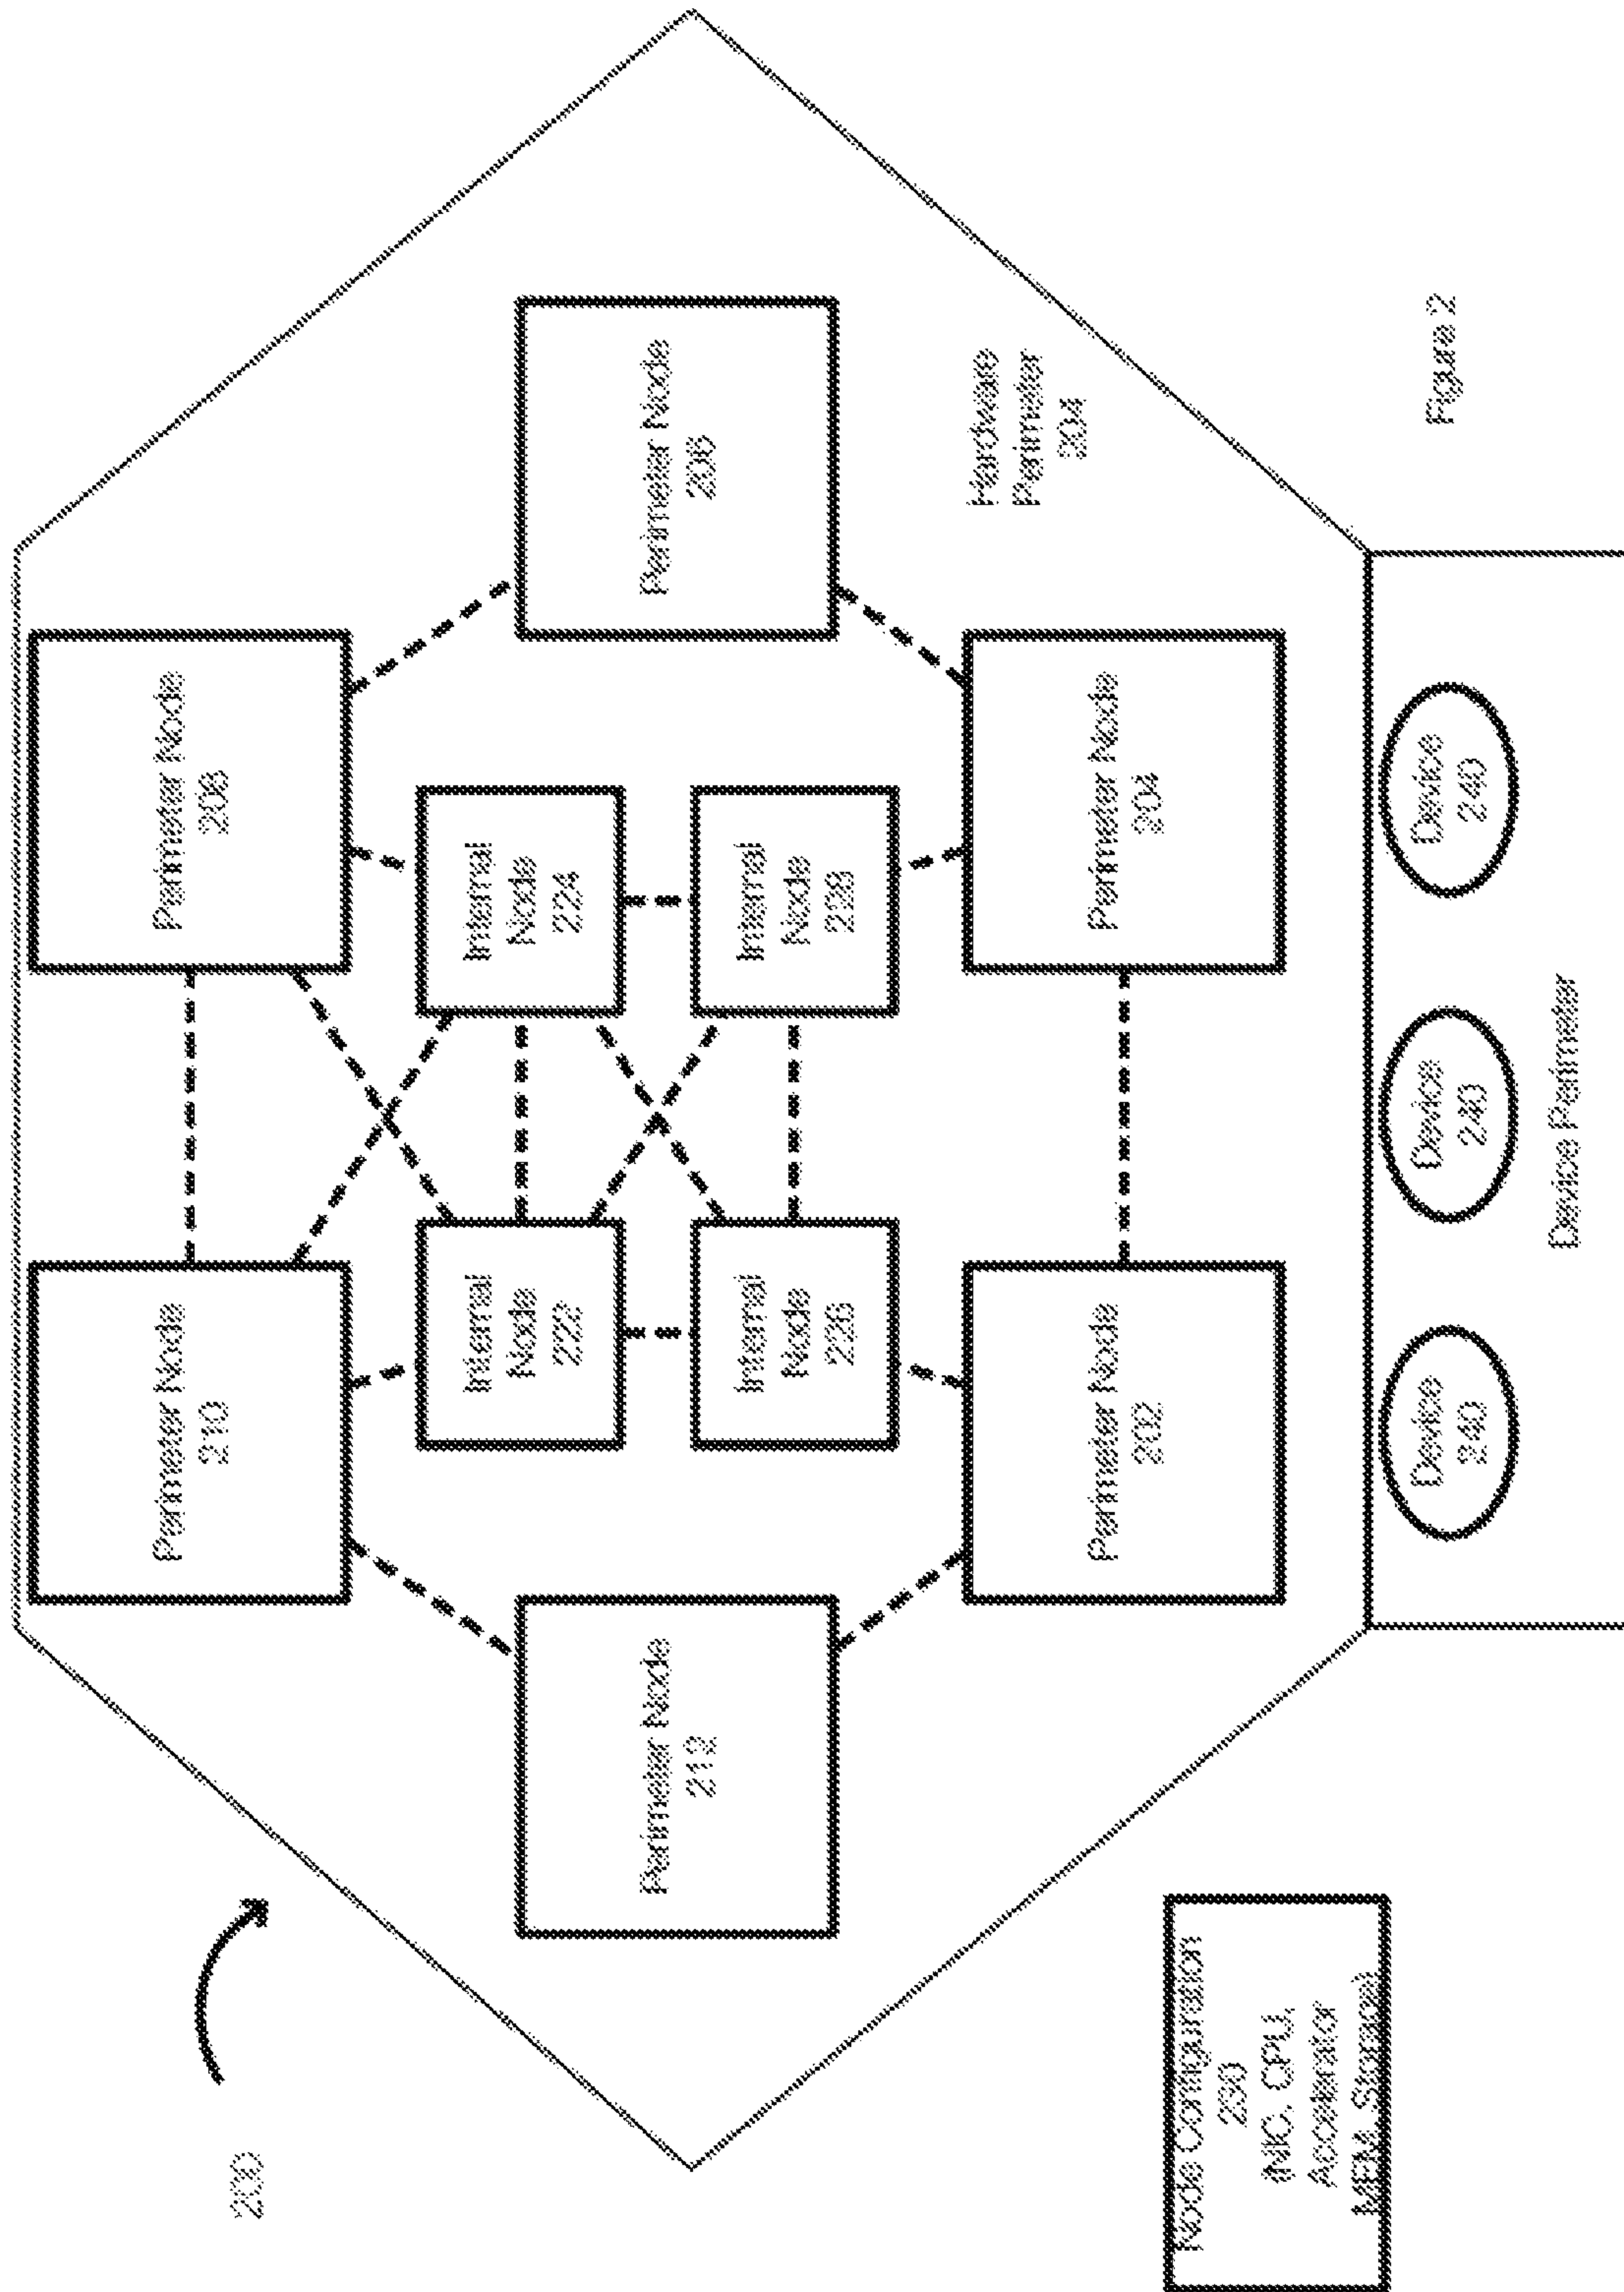 200
Perimeter Node
210
Perimeter Node
208
Internal
Node
222
Internal
Node
224
Perimeter Node
212
Perimeter Node
206
Internal
Node
226
Internal
Node
228
Hardware
Perimeter
204
Perimeter Node
202
Perimeter Node
204
Node Configuration
230
(NIC, CPU,
Accelerator
MEM, Storage)
Device
240
Device
240
Device
240
Device Perimeter
Figure 2